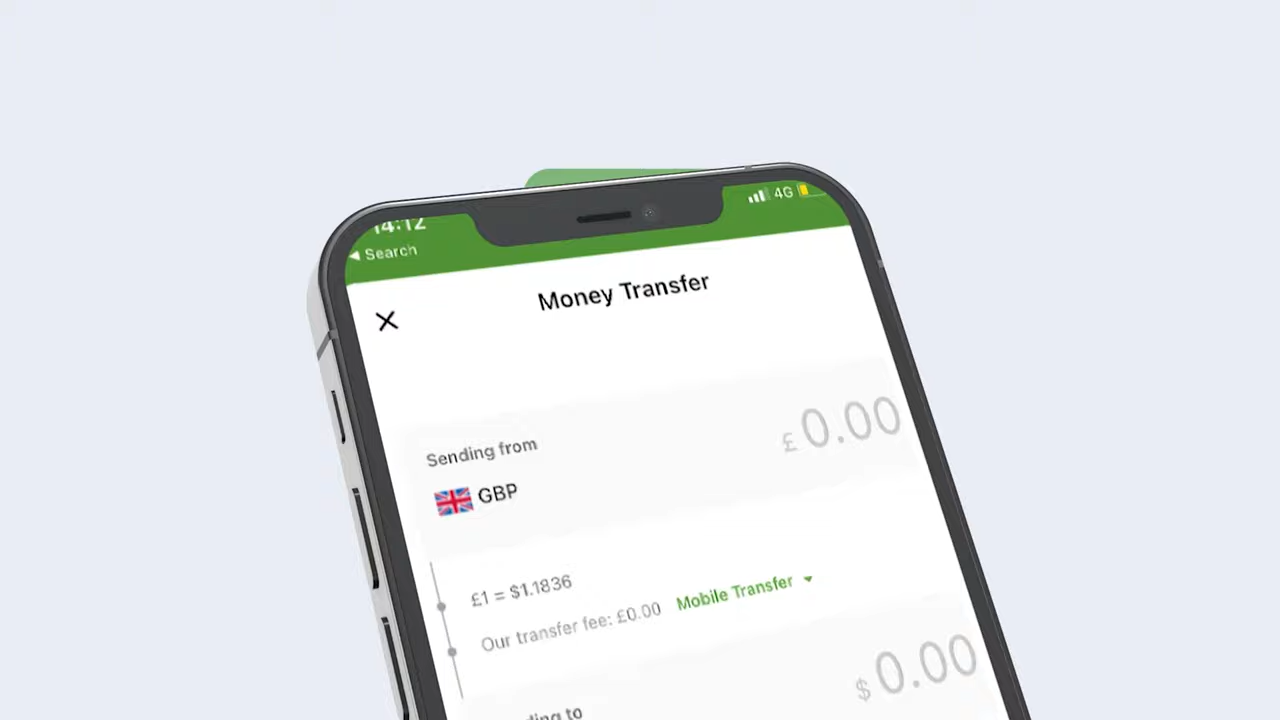 14:12
4G
◀ Search
Money Transfer
Sending from
£ 0.00
GBP
£1 = $1.1836
Our transfer fee: £0.00 Mobile Transfer
$ 0.00
to